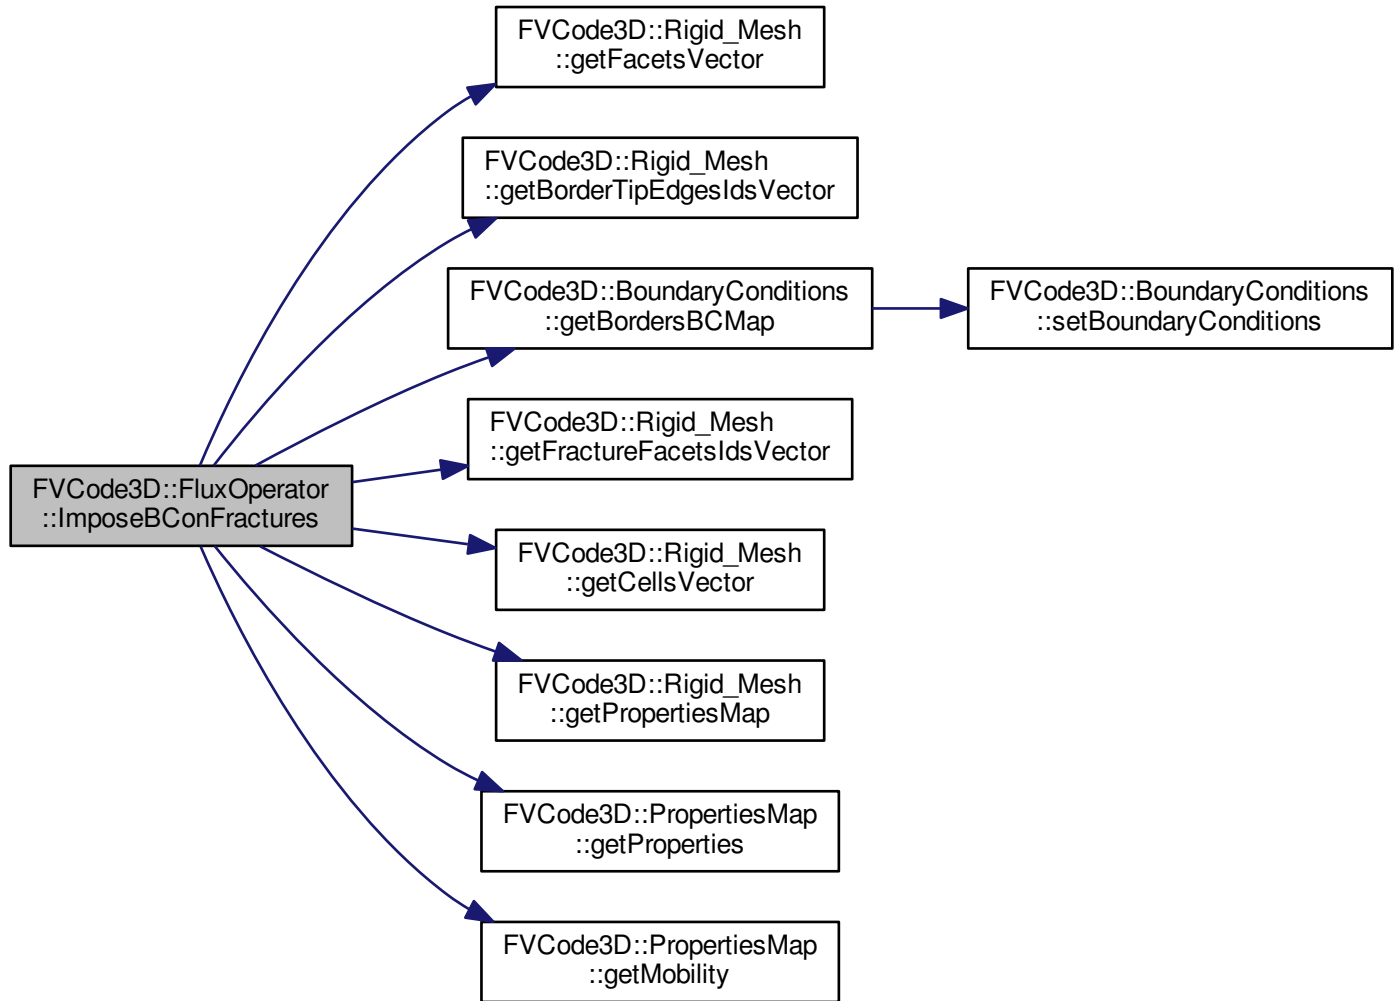 FVCode3D::Rigid_Mesh
::getFacetsVector
FVCode3D::Rigid_Mesh
::getBorderTipEdgesIdsVector
FVCode3D::BoundaryConditions
::getBordersBCMap
FVCode3D::BoundaryConditions
::setBoundaryConditions
FVCode3D::Rigid_Mesh
::getFractureFacetsIdsVector
FVCode3D::FluxOperator
::ImposeBConFractures
FVCode3D::Rigid_Mesh
::getCellsVector
FVCode3D::Rigid_Mesh
::getPropertiesMap
FVCode3D::PropertiesMap
::getProperties
FVCode3D::PropertiesMap
::getMobility